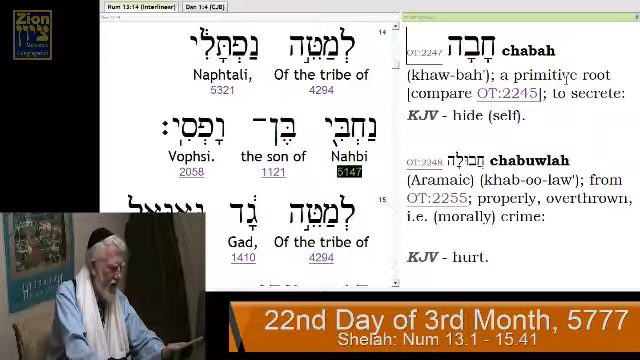 Num 13:14 (Interlinear)
Dan 1:4 (CJB)
Zion
Messianic
Congregation
14
לְמַטֵּ֣ה נַפְתָּלִ֔י
Naphtali, Of the tribe of
5321 4294
נַחְבִּ֖י בֶּן־ וָפְסִֽי׃
Vophsi. the son of Nahbi
2058 1121 5147
15
לְמַטֵּ֣ה גָ֔ד
Gad, Of the tribe of
1410 4294
OT:2247 חָבָה chabah
(khaw-bah'); a primitive root
[compare OT:2245]; to secrete:
KJV - hide (self).
OT:2248 חֲבוּלָה chabuwlah
(Aramaic) (khab-oo-law'); from
OT:2255; properly, overthrown,
i.e. (morally) crime:
KJV - hurt.
22nd Day of 3rd Month, 5777
Shelah: Num 13.1 - 15.41